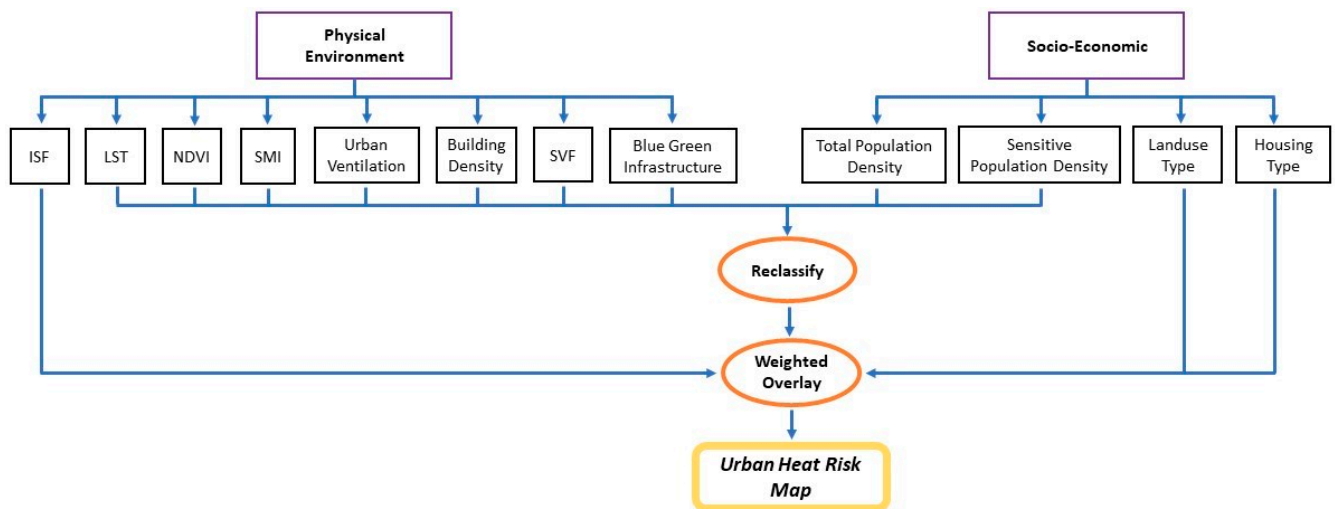 Physical
Environment
Socio-Economic
ISF
LST
NDVI
SMI
Urban
Ventilation
Building
Density
SVF
Blue Green
Infrastructure
Total Population
Density
Sensitive
Population Density
Landuse
Type
Housing
Type
Reclassify
Weighted
Overlay
Urban Heat Risk
Map